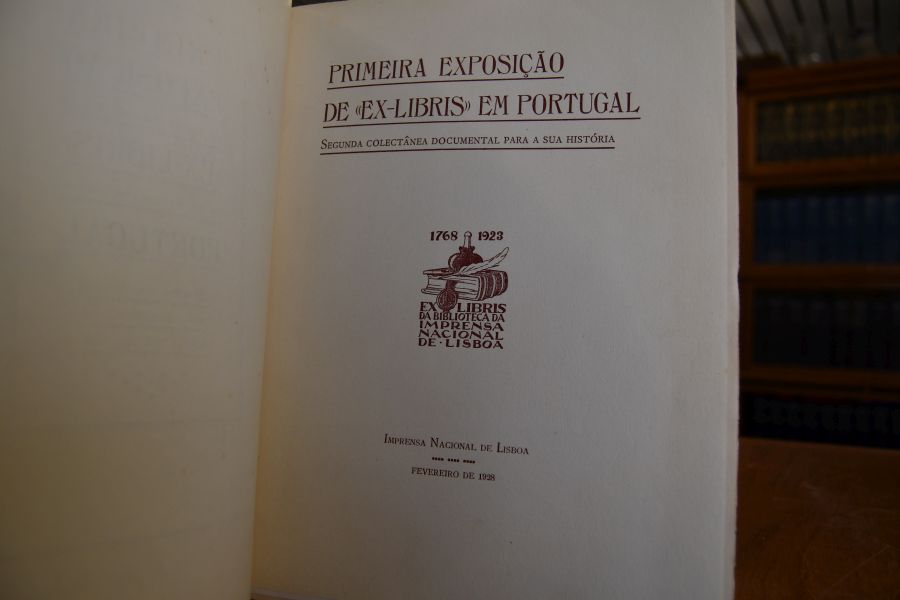 PRIMEIRA EXPOSIÇÃO
DE «EX-LIBRIS» EM PORTUGAL
SEGUNDA COLECTÂNEA DOCUMENTAL PARA A SUA HISTÓRIA
1768 1923
EX LIBRIS
DA BIBLIOTECA DA
IMPRENSA
NACIONAL
DE·LISBOA
IMPRENSA NACIONAL DE LISBOA
FEVEREIRO DE 1928